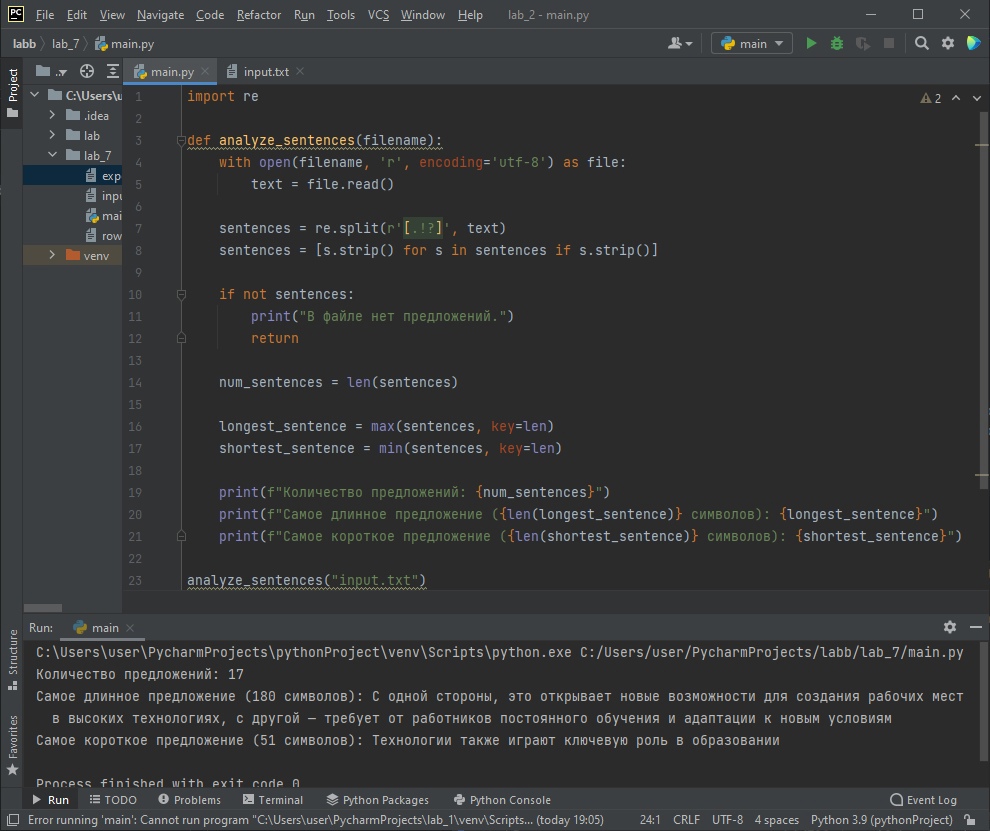 File Edit View Navigate Code Refactor Run Tools VCS Window Help lab_2 - main.py
labb lab_7 main.py main
Project
.. main.py input.txt
C:\Users\u
.idea
lab
lab_7
exp
inpu
mai
row
venv
2
1 import re
2
3 def analyze_sentences(filename):
4 with open(filename, 'r', encoding='utf-8') as file:
5 text = file.read()
6
7 sentences = re.split(r'[.!?]', text)
8 sentences = [s.strip() for s in sentences if s.strip()]
9
10 if not sentences:
11 print("В файле нет предложений.")
12 return
13
14 num_sentences = len(sentences)
15
16 longest_sentence = max(sentences, key=len)
17 shortest_sentence = min(sentences, key=len)
18
19 print(f"Количество предложений: {num_sentences}")
20 print(f"Самое длинное предложение ({len(longest_sentence)} символов): {longest_sentence}")
21 print(f"Самое короткое предложение ({len(shortest_sentence)} символов): {shortest_sentence}")
22
23 analyze_sentences("input.txt")
Run: main
C:\Users\user\PycharmProjects\pythonProject\venv\Scripts\python.exe C:/Users/user/PycharmProjects/labb/lab_7/main.py
Количество предложений: 17
Самое длинное предложение (180 символов): С одной стороны, это открывает новые возможности для создания рабочих мест
в высоких технологиях, с другой — требует от работников постоянного обучения и адаптации к новым условиям
Самое короткое предложение (51 символов): Технологии также играют ключевую роль в образовании
Process finished with exit code 0
Structure
Favorites
Run TODO Problems Terminal Python Packages Python Console Event Log
Error running 'main': Cannot run program "C:\Users\user\PycharmProjects\lab_1\venv\Scripts... (today 19:05) 24:1 CRLF UTF-8 4 spaces Python 3.9 (pythonProject)